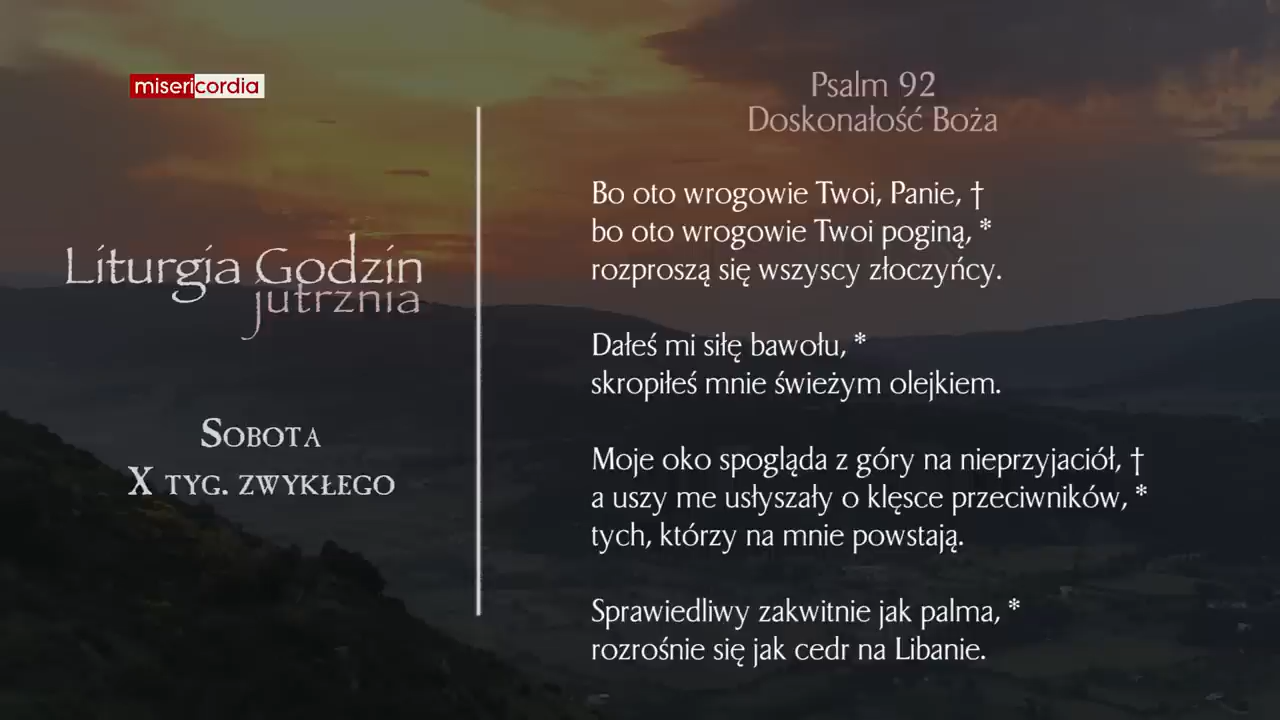 misericordia
Liturgia Godzin
jutrznia
Sobota
X tyg. zwykłego
Psalm 92
Doskonałość Boża
Bo oto wrogowie Twoi, Panie, †
bo oto wrogowie Twoi poginą, *
rozproszą się wszyscy złoczyńcy.
Dałeś mi siłę bawołu, *
skropiłeś mnie świeżym olejkiem.
Moje oko spogląda z góry na nieprzyjaciół, †
a uszy me usłyszały o klęsce przeciwników, *
tych, którzy na mnie powstają.
Sprawiedliwy zakwitnie jak palma, *
rozrośnie się jak cedr na Libanie.